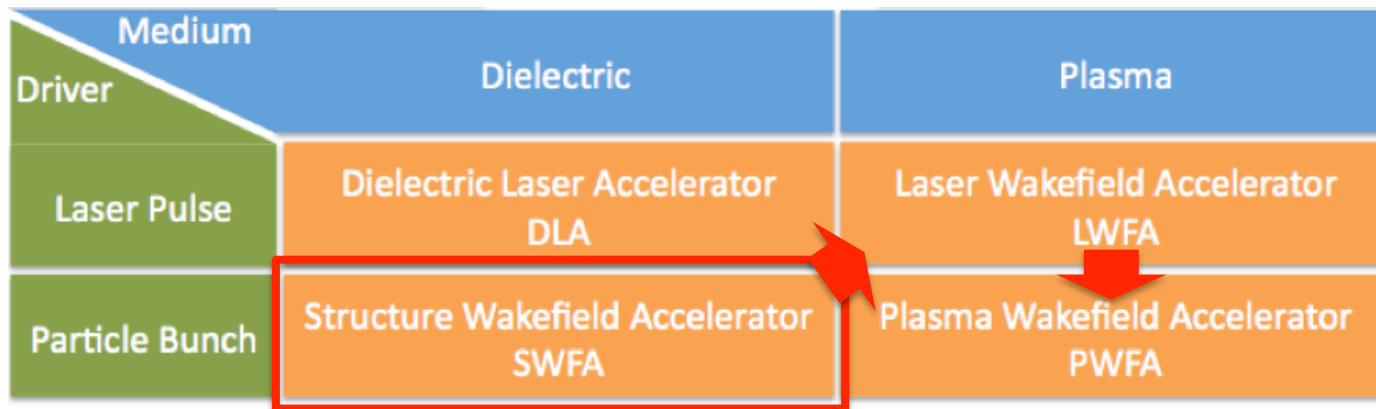 Medium
Driver
Dielectric
Plasma
Laser Pulse
Dielectric Laser Accelerator
DLA
Laser Wakefield Accelerator
LWFA
Particle Bunch
Structure Wakefield Accelerator
SWFA
Plasma Wakefield Accelerator
PWFA